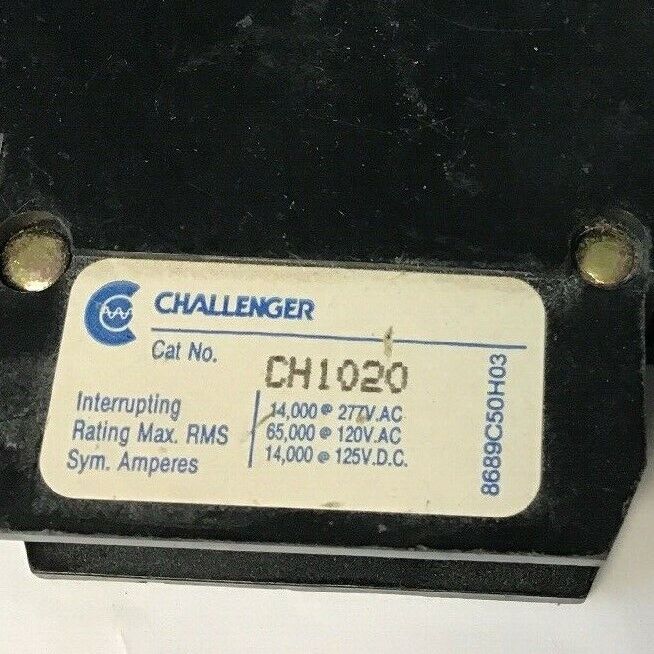 CHALLENGER
Cat No. CH1020
Interrupting 14,000 @ 277V.AC
Rating Max. RMS 65,000 @ 120V.AC
Sym. Amperes 14,000 @ 125V.D.C.
8689C50H03